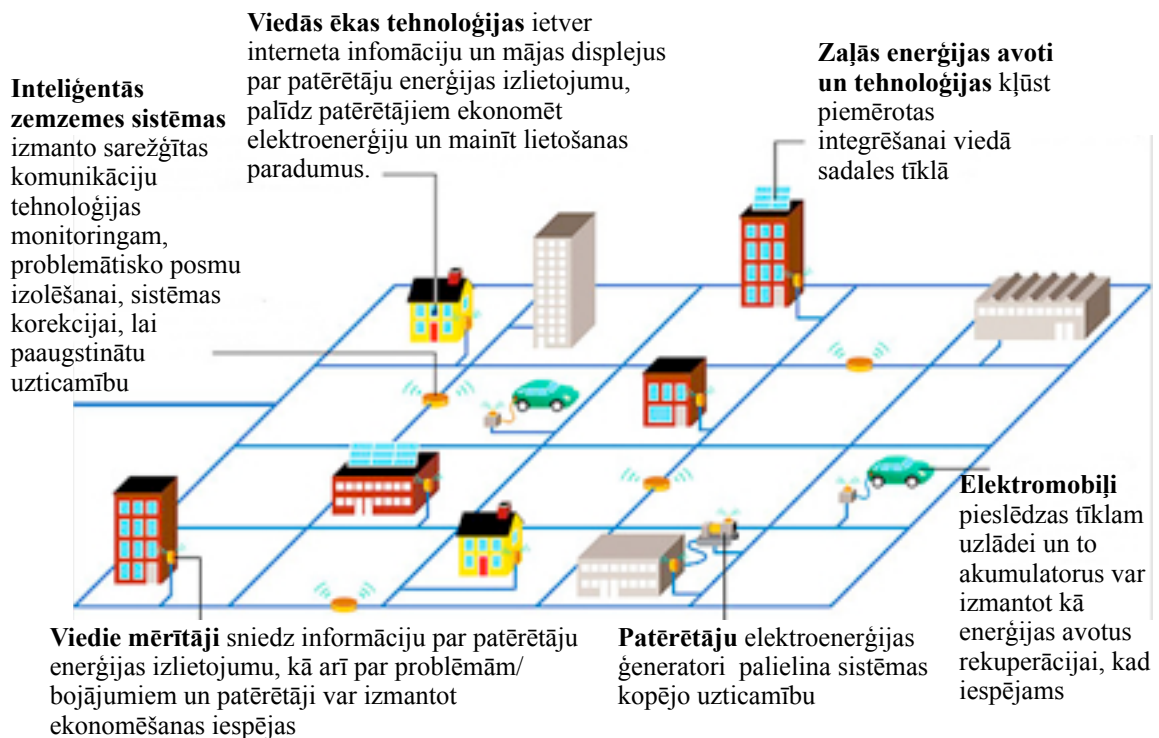 Viedās ēkas tehnoloģijas ietver
interneta infomāciju un mājas displejus
par patērētāju enerģijas izlietojumu,
palīdz patērētājiem ekonomēt
elektroenerģiju un mainīt lietošanas
paradumus.
Zaļās enerģijas avoti
un tehnoloģijas kļūst
piemērotas
integrēšanai viedā
sadales tīklā
Inteliģentās
zemzemes sistēmas
izmanto sarežģītas
komunikāciju
tehnoloģijas
monitoringam,
problemātisko posmu
izolēšanai, sistēmas
korekcijai, lai
paaugstinātu
uzticamību
Elektromobiļi
pieslēdzas tīklam
uzlādei un to
akumulatorus var
izmantot kā
enerģijas avotus
rekuperācijai, kad
iespējams
Viedie mērītāji sniedz informāciju par patērētāju
enerģijas izlietojumu, kā arī par problēmām/
bojājumiem un patērētāji var izmantot
ekonomēšanas iespējas
Patērētāju elektroenerģijas
ģeneratori palielina sistēmas
kopējo uzticamību